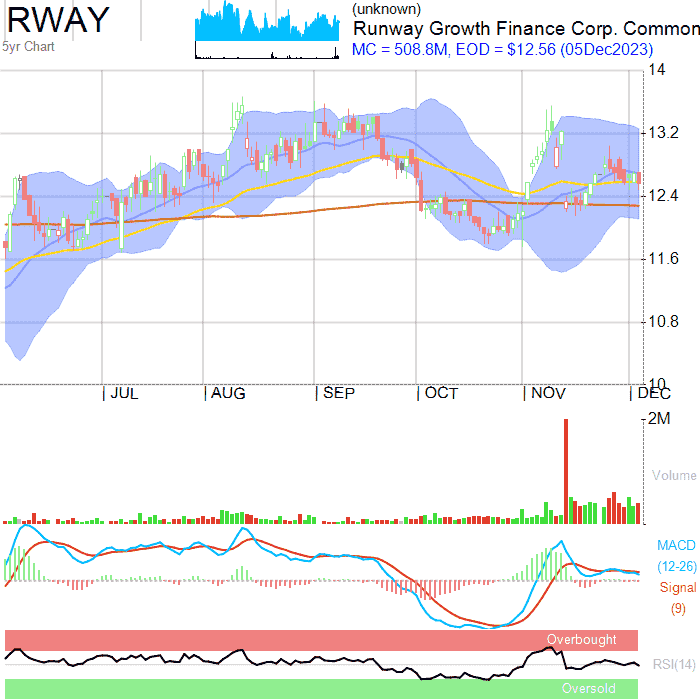 RWAY
5yr Chart
(unknown)
Runway Growth Finance Corp. Common
MC = 508.8M, EOD = $12.56 (05Dec2023)
14
13.2
12.4
11.6
10.8
10
JUL
AUG
SEP
OCT
NOV
DEC
2M
Volume
MACD
(12-26)
Signal
(9)
Overbought
RSI(14)
Oversold